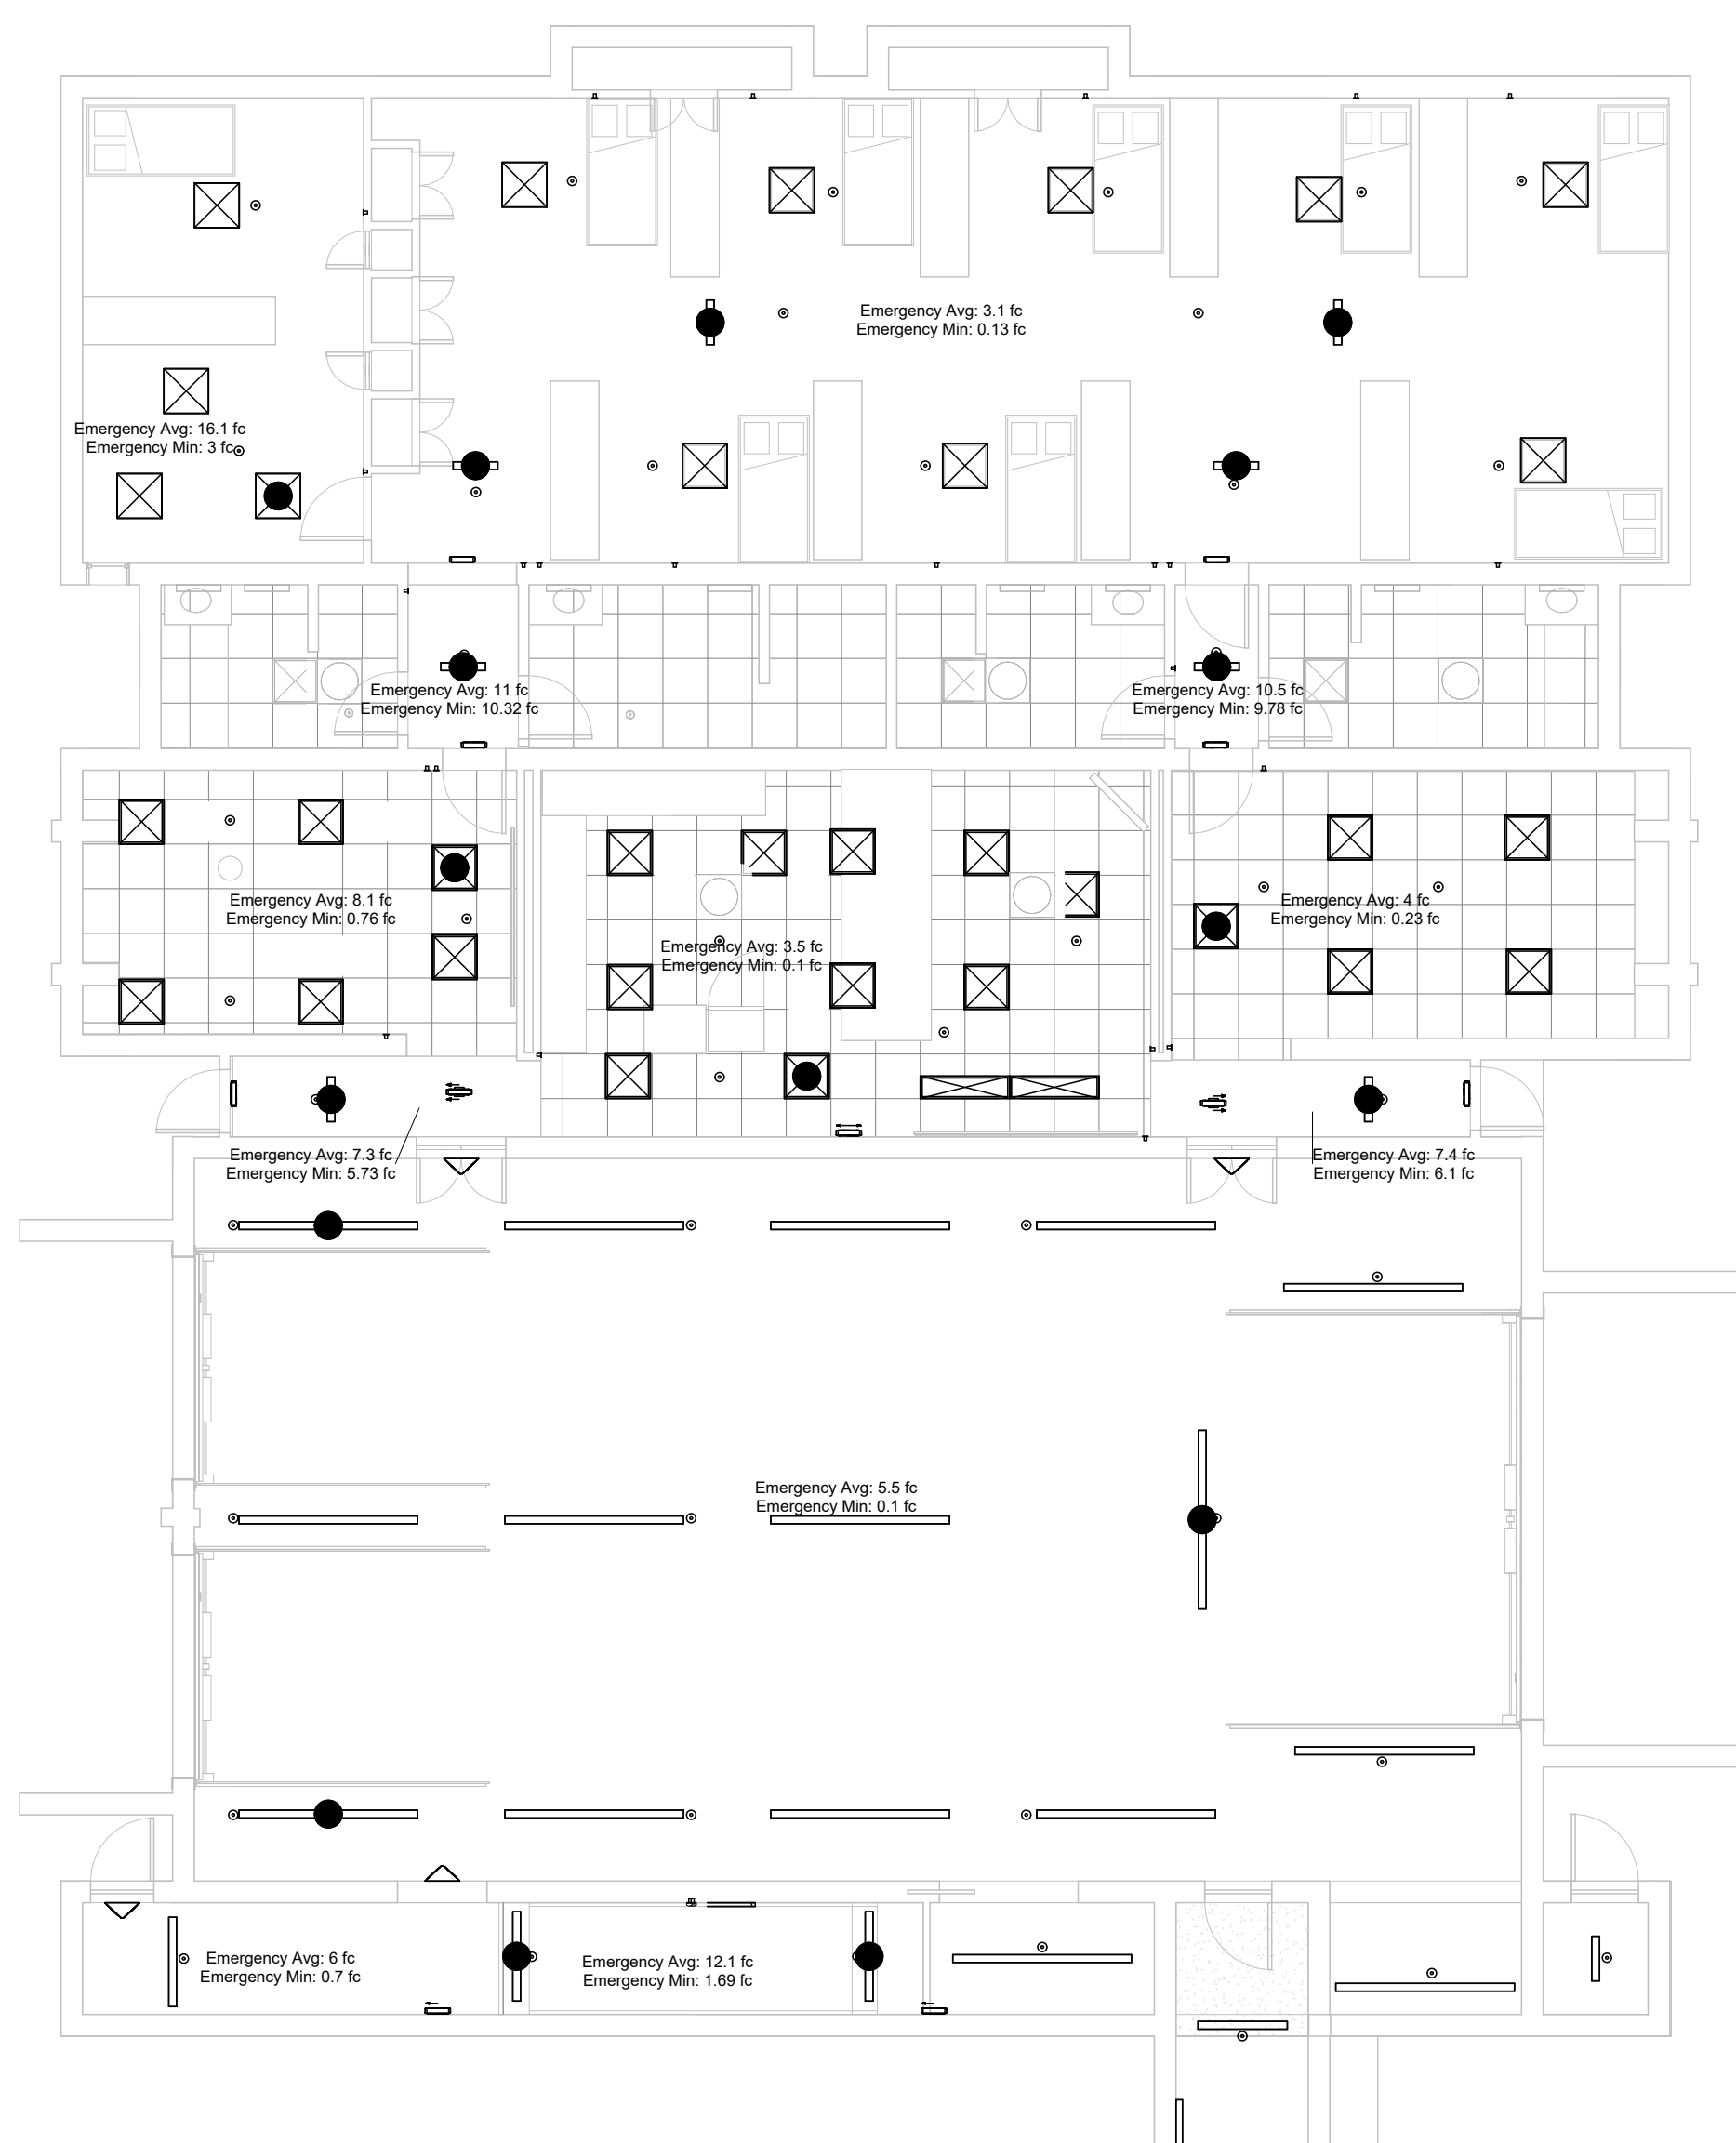 Emergency Avg: 3.1 fc
Emergency Min: 0.13 fc
Emergency Avg: 16.1 fc
Emergency Min: 3 fc
Emergency Avg: 11 fc
Emergency Min: 10.32 fc
Emergency Avg: 10.5 fc
Emergency Min: 9.78 fc
Emergency Avg: 8.1 fc
Emergency Min: 0.76 fc
Emergency Avg: 3.5 fc
Emergency Min: 0.1 fc
Emergency Avg: 4 fc
Emergency Min: 0.23 fc
Emergency Avg: 7.3 fc
Emergency Min: 5.73 fc
Emergency Avg: 7.4 fc
Emergency Min: 6.1 fc
Emergency Avg: 5.5 fc
Emergency Min: 0.1 fc
Emergency Avg: 6 fc
Emergency Min: 0.7 fc
Emergency Avg: 12.1 fc
Emergency Min: 1.69 fc